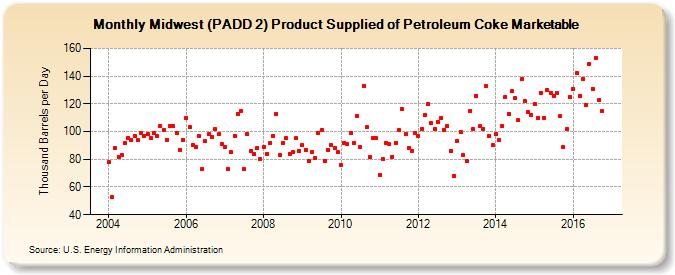 Monthly Midwest (PADD 2) Product Supplied of Petroleum Coke Marketable
Thousand Barrels per Day
160
140
120
100
80
60
40
2004 2006 2008 2010 2012 2014 2016
Source: U.S. Energy Information Administration